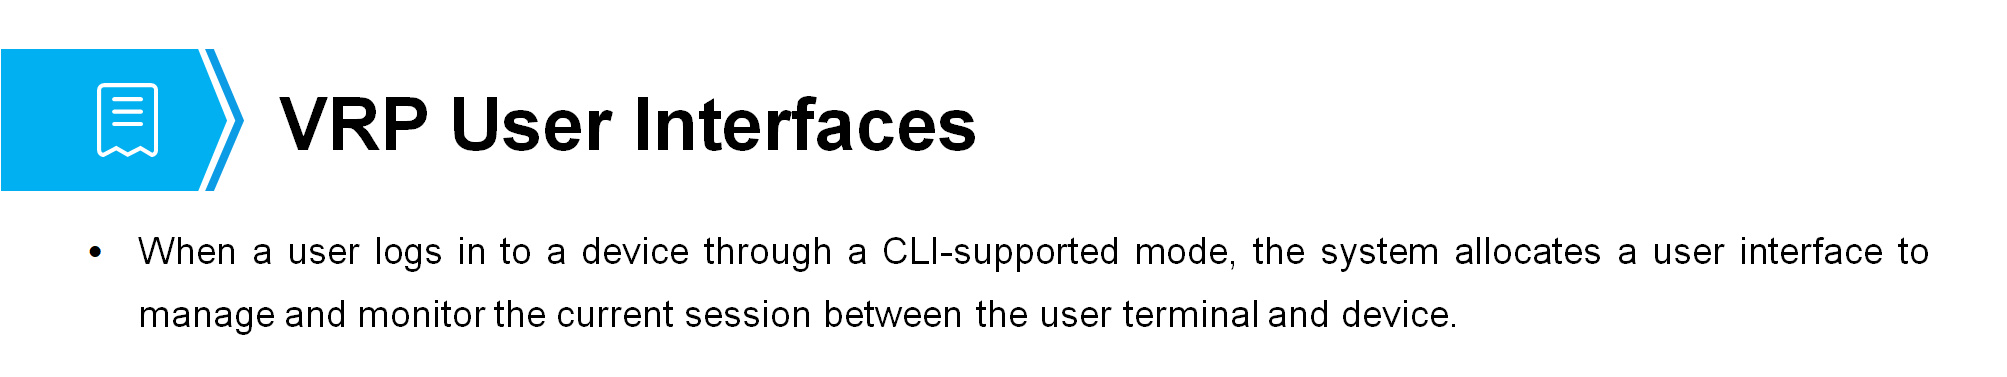 VRP User Interfaces
• When a user logs in to a device through a CLI-supported mode, the system allocates a user interface to
manage and monitor the current session between the user terminal and device.